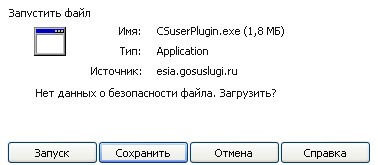 Запустить файл
Имя: CSuserPlugin.exe (1,8 МБ)
Тип: Application
Источник: esia.gosuslugi.ru
Нет данных о безопасности файла. Загрузить?
Запуск Сохранить Отмена Справка